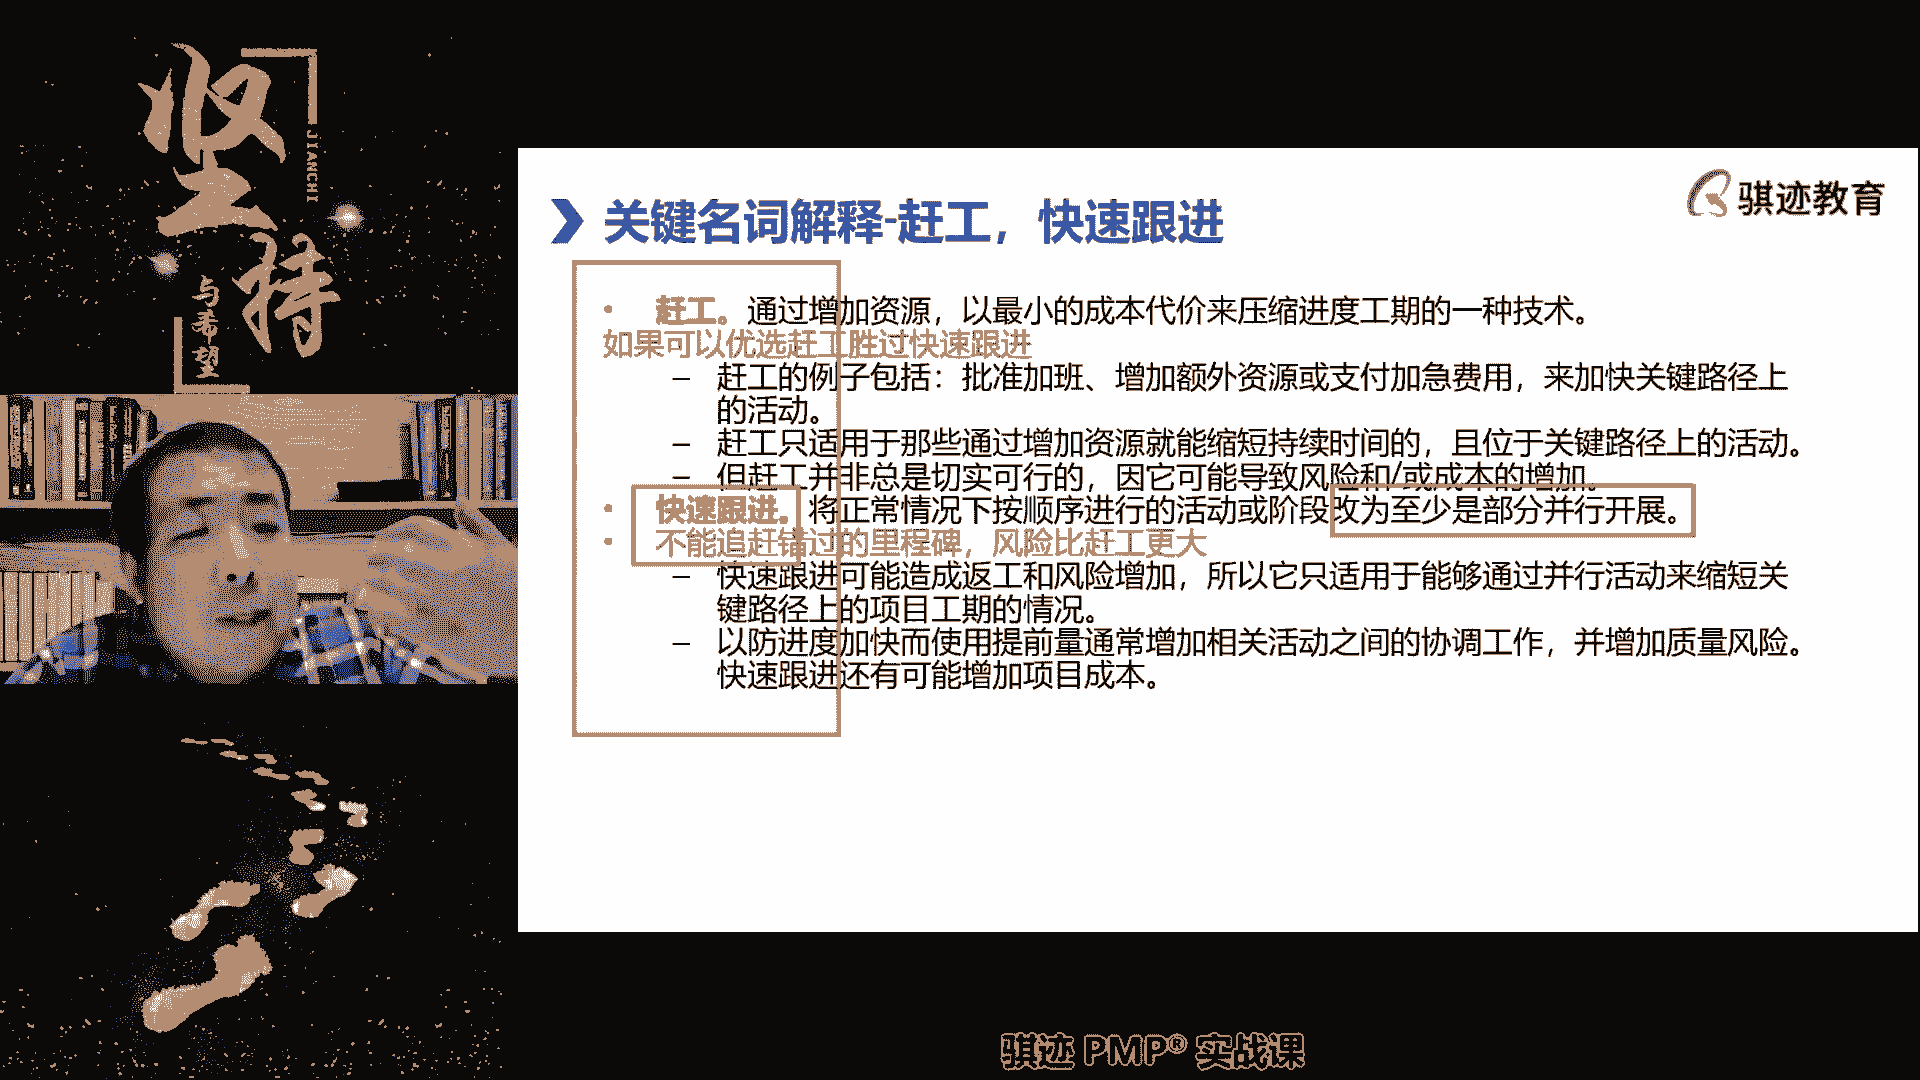 坚持
JIANCHI
与希望
骐迹教育
关键名词解释-赶工，快速跟进
• 赶工。通过增加资源，以最小的成本代价来压缩进度工期的一种技术。
如果可以优选赶工胜过快速跟进
– 赶工的例子包括：批准加班、增加额外资源或支付加急费用，来加快关键路径上
的活动。
– 赶工只适用于那些通过增加资源就能缩短持续时间的，且位于关键路径上的活动。
– 但赶工并非总是切实可行的，因它可能导致风险和/或成本的增加。
• 快速跟进。将正常情况下按顺序进行的活动或阶段改为至少是部分并行开展。
• 不能追赶错过的里程碑，风险比赶工更大
– 快速跟进可能造成返工和风险增加，所以它只适用于能够通过并行活动来缩短关
键路径上的项目工期的情况。
– 以防进度加快而使用提前量通常增加相关活动之间的协调工作，并增加质量风险。
快速跟进还有可能增加项目成本。
骐迹 PMP® 实战课